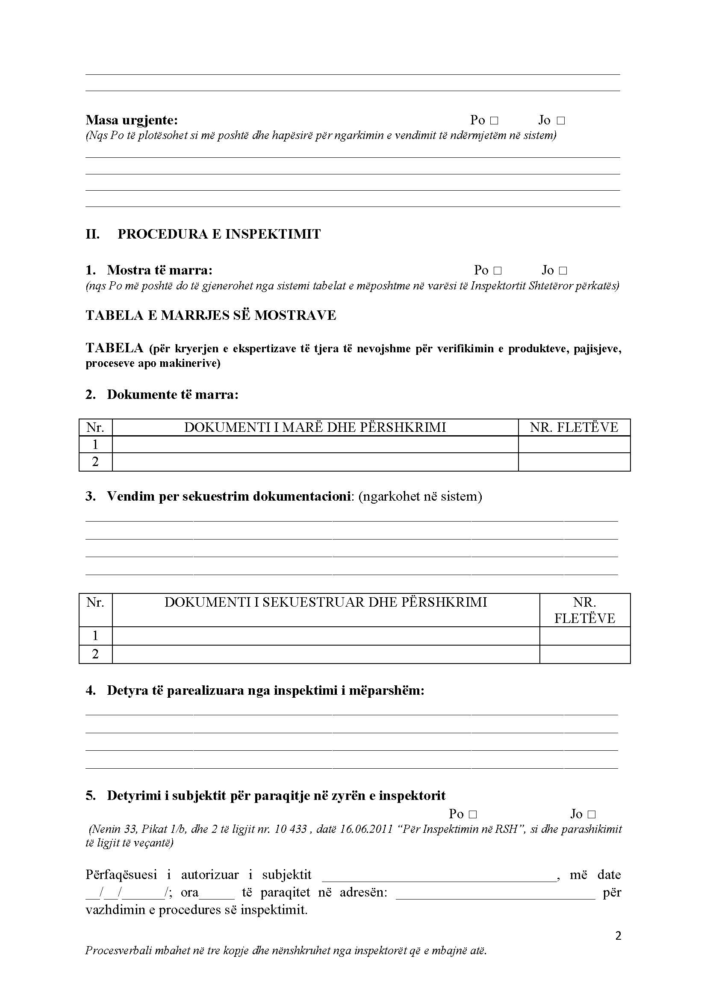 Masa urgjente: Po □ Jo □
(Nqs Po të plotësohet si më poshtë dhe hapësirë për ngarkimin e vendimit të ndërmjetëm në sistem)
II. PROCEDURA E INSPEKTIMIT
1. Mostra të marra: Po □ Jo □
(nqs Po më poshtë do të gjenerohet nga sistemi tabelat e mëposhtme në varësi të Inspektortit Shtetëror përkatës)
TABELA E MARRJES SË MOSTRAVE
TABELA (për kryerjen e ekspertizave të tjera të nevojshme për verifikimin e produkteve, pajisjeve,
proceseve apo makinerive)
2. Dokumente të marra:
Nr. DOKUMENTI I MARË DHE PËRSHKRIMI NR. FLETËVE
1
2
3. Vendim per sekuestrim dokumentacioni: (ngarkohet në sistem)
Nr. DOKUMENTI I SEKUESTRUAR DHE PËRSHKRIMI NR.
FLETËVE
1
2
4. Detyra të parealizuara nga inspektimi i mëparshëm:
5. Detyrimi i subjektit për paraqitje në zyrën e inspektorit
Po □ Jo □
(Nenin 33, Pikat 1/b, dhe 2 të ligjit nr. 10 433 , datë 16.06.2011 “Për Inspektimin në RSH”, si dhe parashikimit
të ligjit të veçantë)
Përfaqësuesi i autorizuar i subjektit _________________________________, më date
__/__/______/; ora_____ të paraqitet në adresën: ____________________________ për
vazhdimin e procedures së inspektimit.
2
Procesverbali mbahet në tre kopje dhe nënshkruhet nga inspektorët që e mbajnë atë.